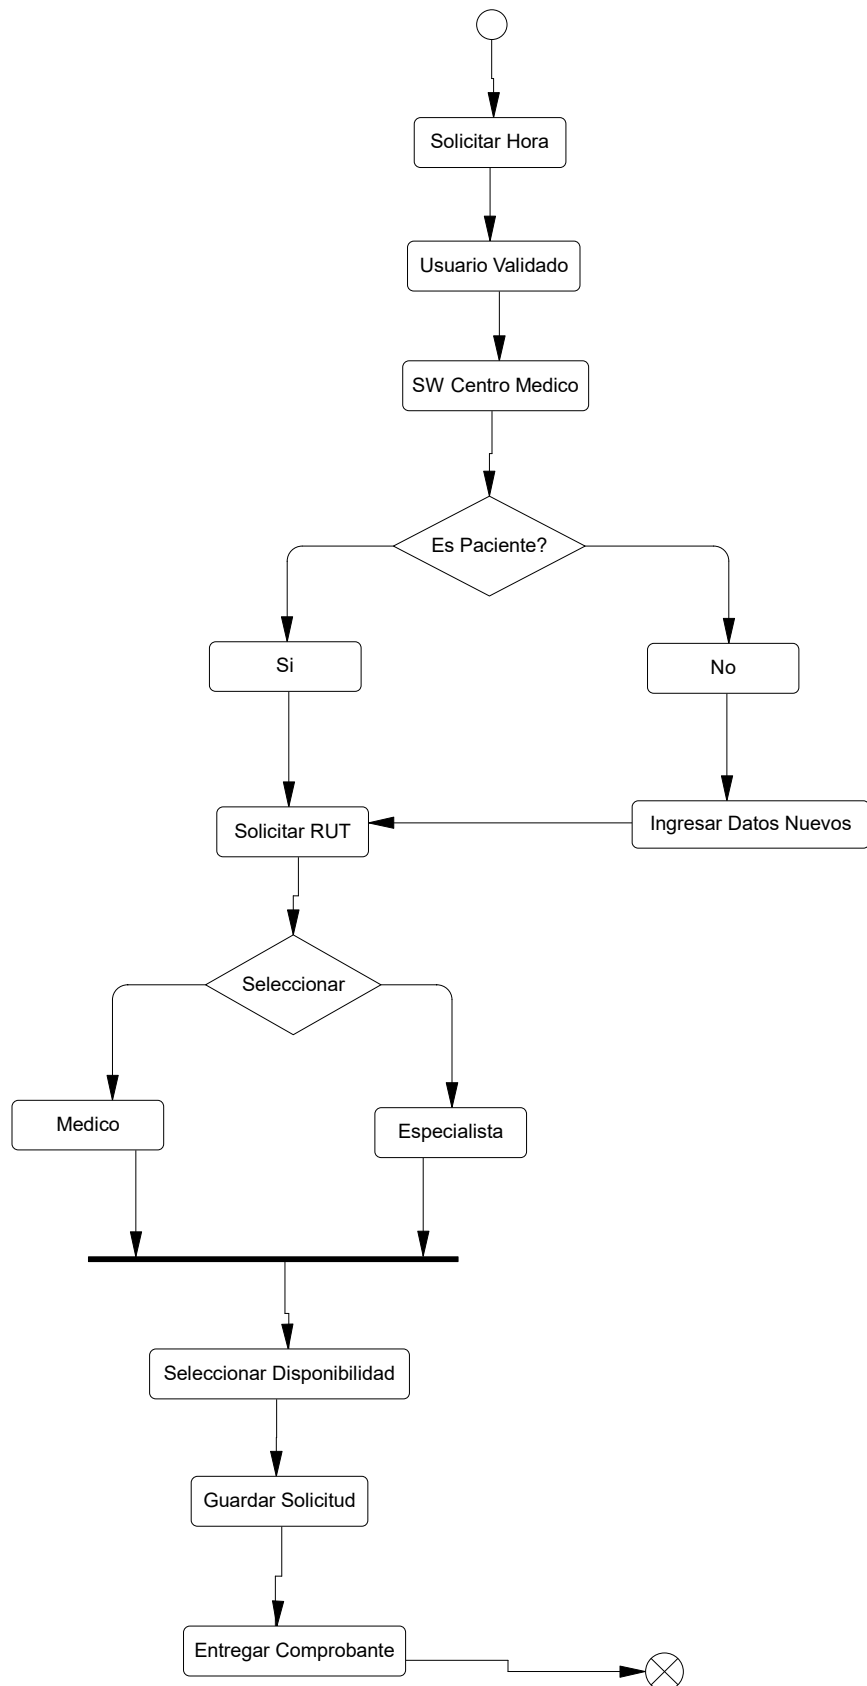 Solicitar Hora
Usuario Validado
SW Centro Medico
Es Paciente?
Si
No
Ingresar Datos Nuevos
Solicitar RUT
Seleccionar
Medico
Especialista
Seleccionar Disponibilidad
Guardar Solicitud
Entregar Comprobante